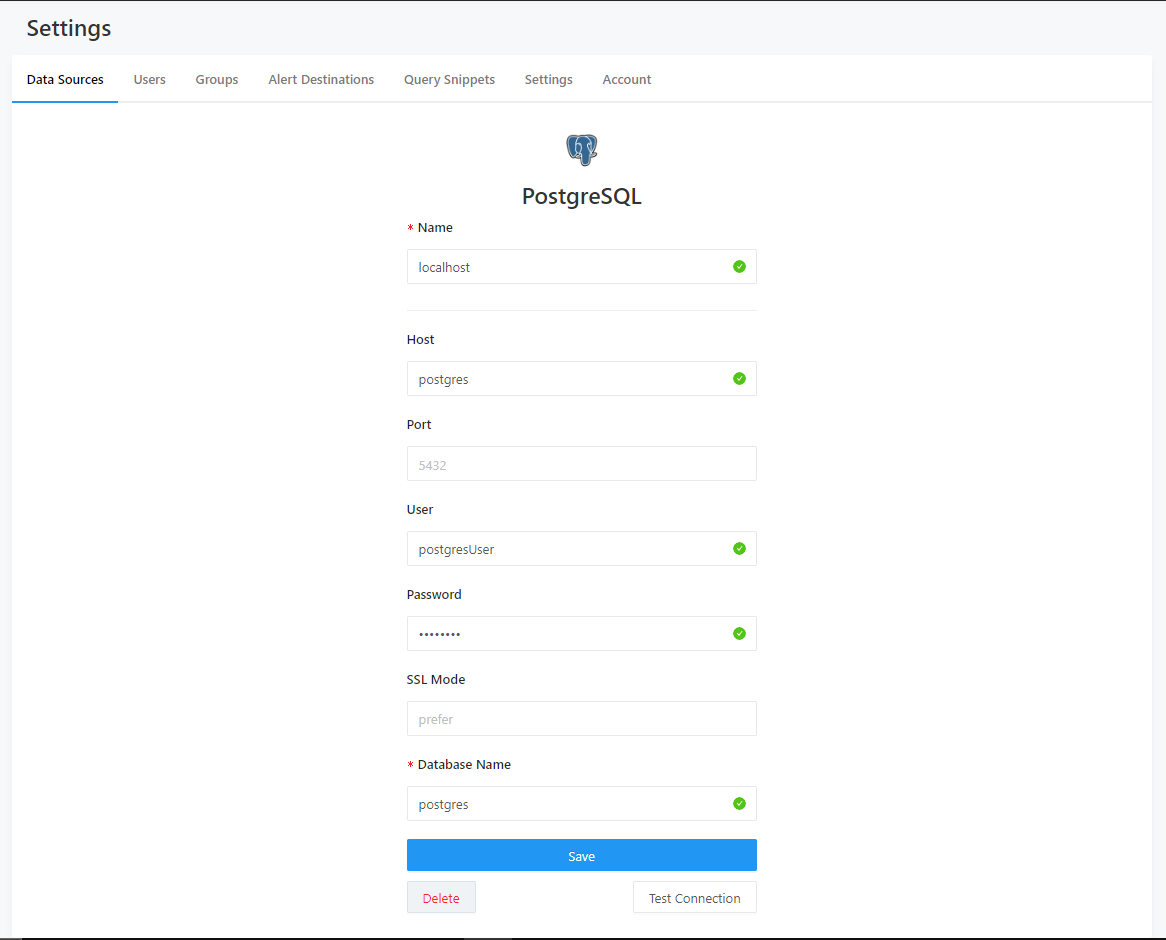 Settings
Data Sources Users Groups Alert Destinations Query Snippets Settings Account
PostgreSQL
* Name
localhost
Host
postgres
Port
5432
User
postgresUser
Password
••••••••
SSL Mode
prefer
* Database Name
postgres
Save
Delete Test Connection